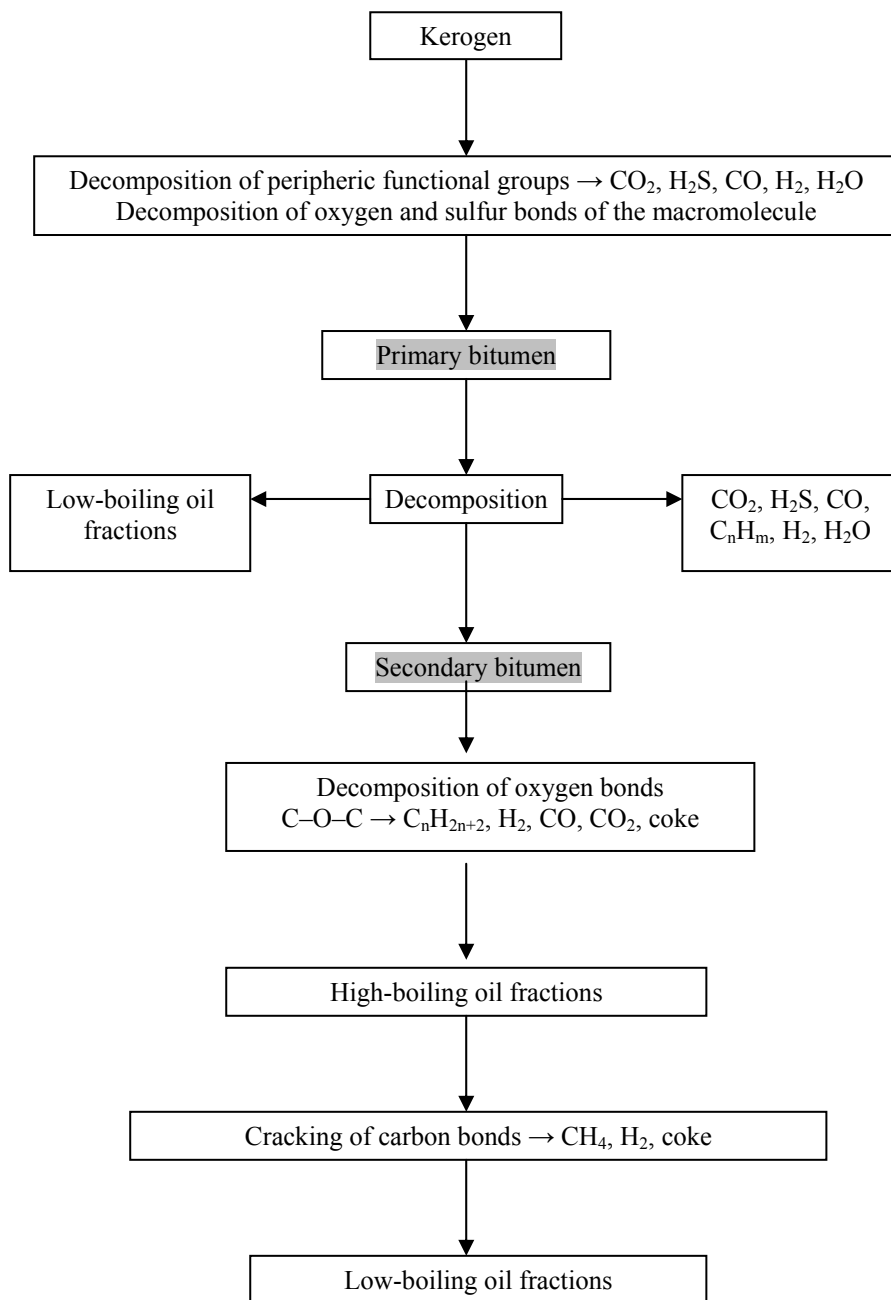 Kerogen
Decomposition of peripheric functional groups → CO₂, H₂S, CO, H₂, H₂O
Decomposition of oxygen and sulfur bonds of the macromolecule
Primary bitumen
Low-boiling oil
fractions
Decomposition
CO₂, H₂S, CO,
CₙHₘ, H₂, H₂O
Secondary bitumen
Decomposition of oxygen bonds
C–O–C → CₙH₂ₙ₊₂, H₂, CO, CO₂, coke
High-boiling oil fractions
Cracking of carbon bonds → CH₄, H₂, coke
Low-boiling oil fractions